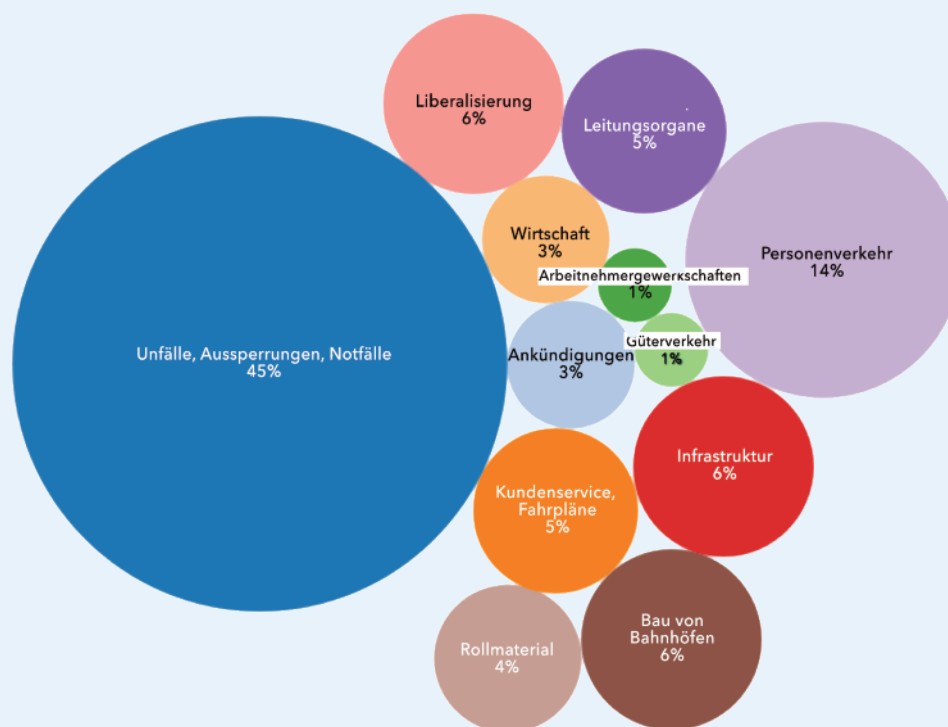 Liberalisierung
6%
Leitungsorgane
5%
Wirtschaft
3%
Personenverkehr
14%
Arbeitnehmergewerkschaften
1%
Unfälle, Aussperrungen, Notfälle
45%
Ankündigungen
3%
Güterverkehr
1%
Infrastruktur
6%
Kundenservice,
Fahrpläne
5%
Bau von
Bahnhöfen
6%
Rollmaterial
4%